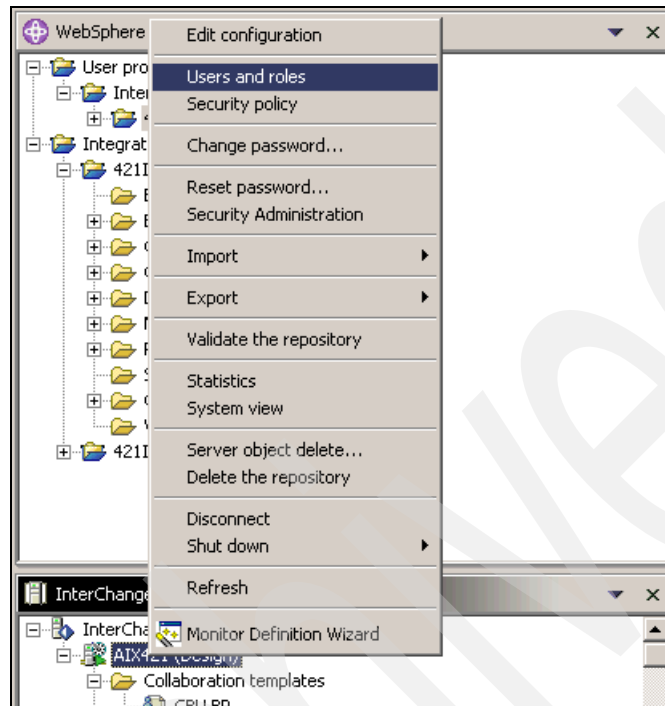 WebSphere
Edit configuration
User pro
Users and roles
Inter
Security policy
Integrat
Change password...
421I
Reset password...
Security Administration
Import
Export
Validate the repository
Statistics
System view
421I
Server object delete...
Delete the repository
Disconnect
Shut down
InterChange
Refresh
InterCha
Monitor Definition Wizard
AIX421 (Design)
Collaboration templates